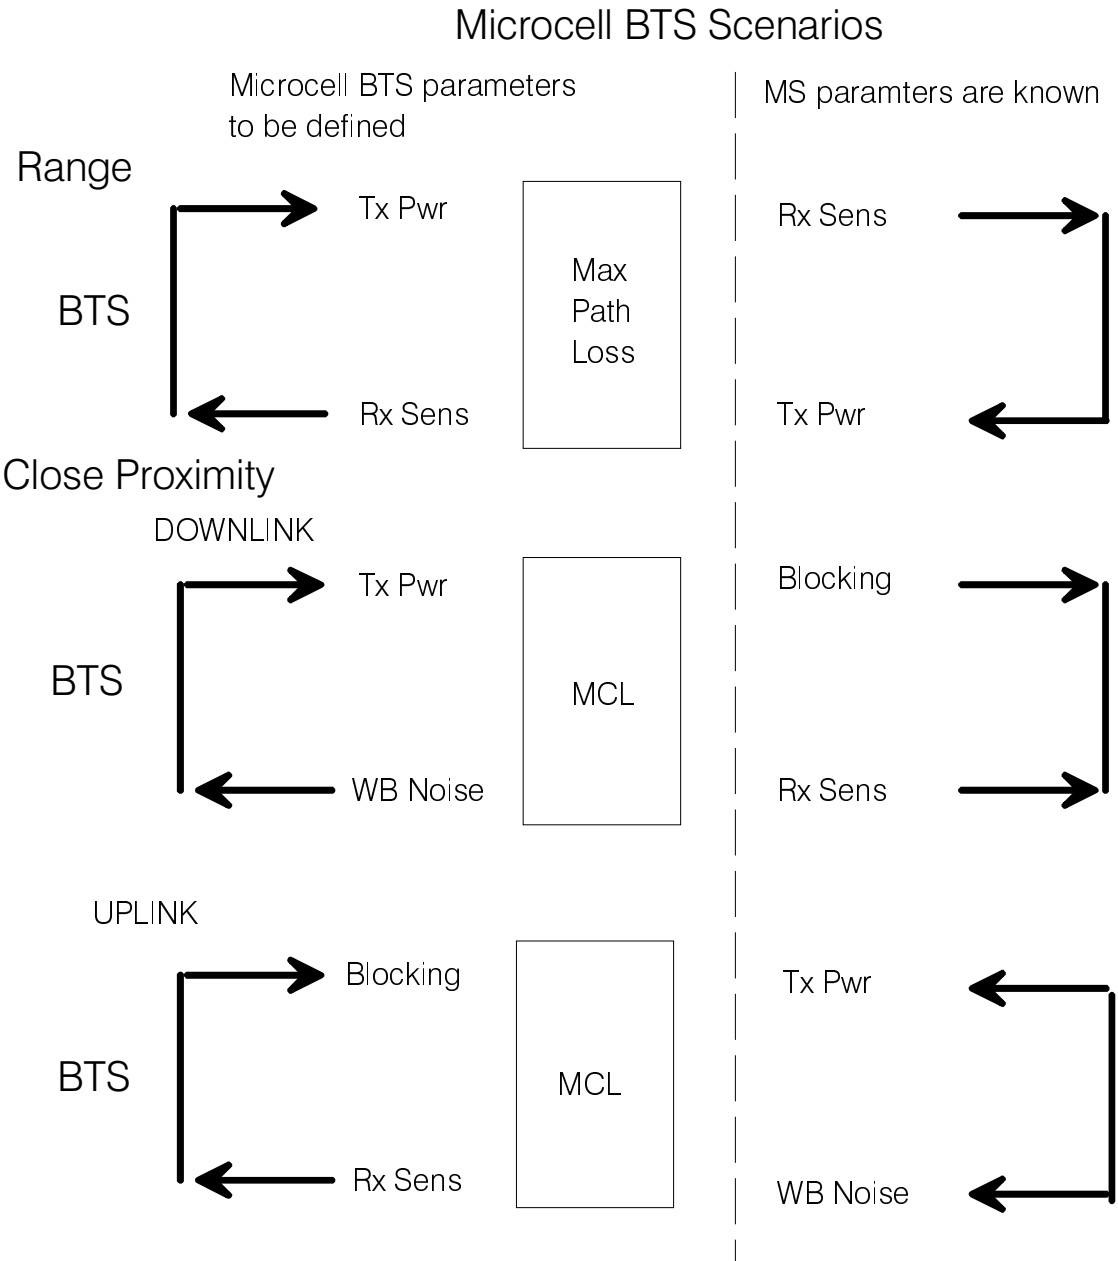 Microcell BTS Scenarios
Microcell BTS parameters
to be defined
MS paramters are known
Range
Tx Pwr
Rx Sens
Max
Path
Loss
BTS
Rx Sens
Tx Pwr
Close Proximity
DOWNLINK
Tx Pwr
Blocking
BTS
MCL
WB Noise
Rx Sens
UPLINK
Blocking
Tx Pwr
BTS
MCL
Rx Sens
WB Noise